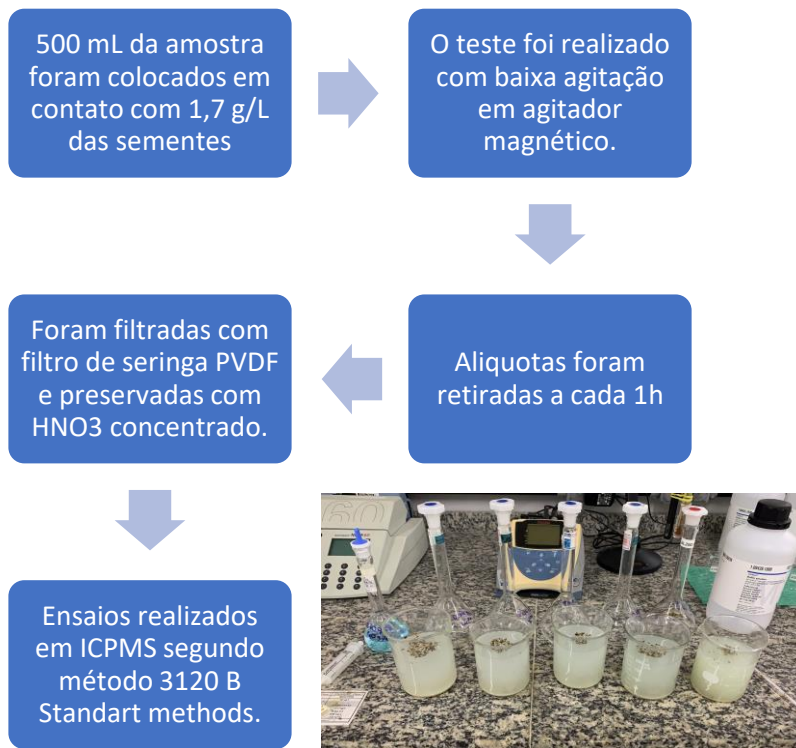 500 mL da amostra
foram colocados em
contato com 1,7 g/L
das sementes
O teste foi realizado
com baixa agitação
em agitador
magnético.
Aliquotas foram
retiradas a cada 1h
Foram filtradas com
filtro de seringa PVDF
e preservadas com
HNO3 concentrado.
Ensaios realizados
em ICPMS segundo
método 3120 B
Standart methods.